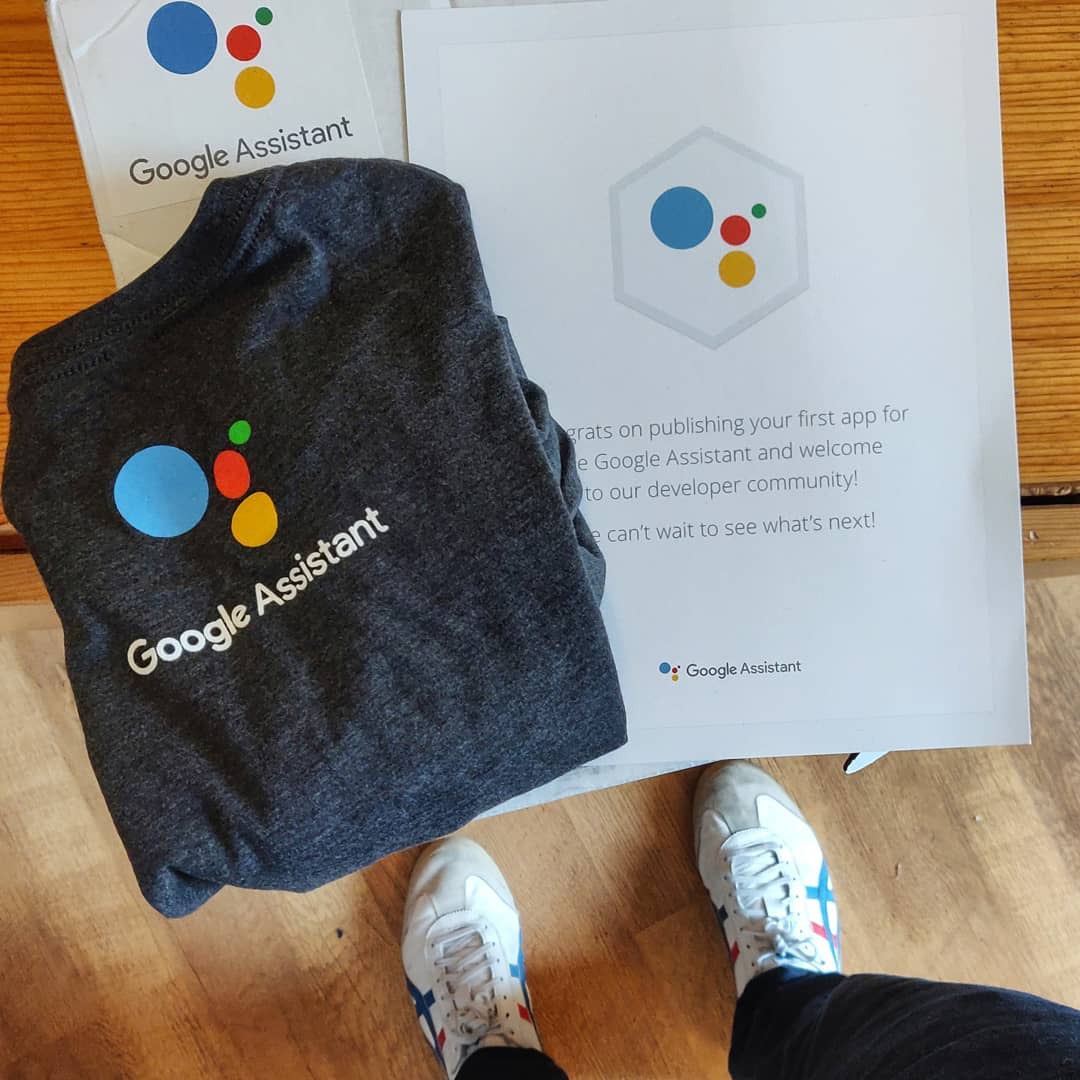 Google Assistant
Google Assistant
grats on publishing your first app for
e Google Assistant and welcome
to our developer community!
e can't wait to see what's next!
Google Assistant